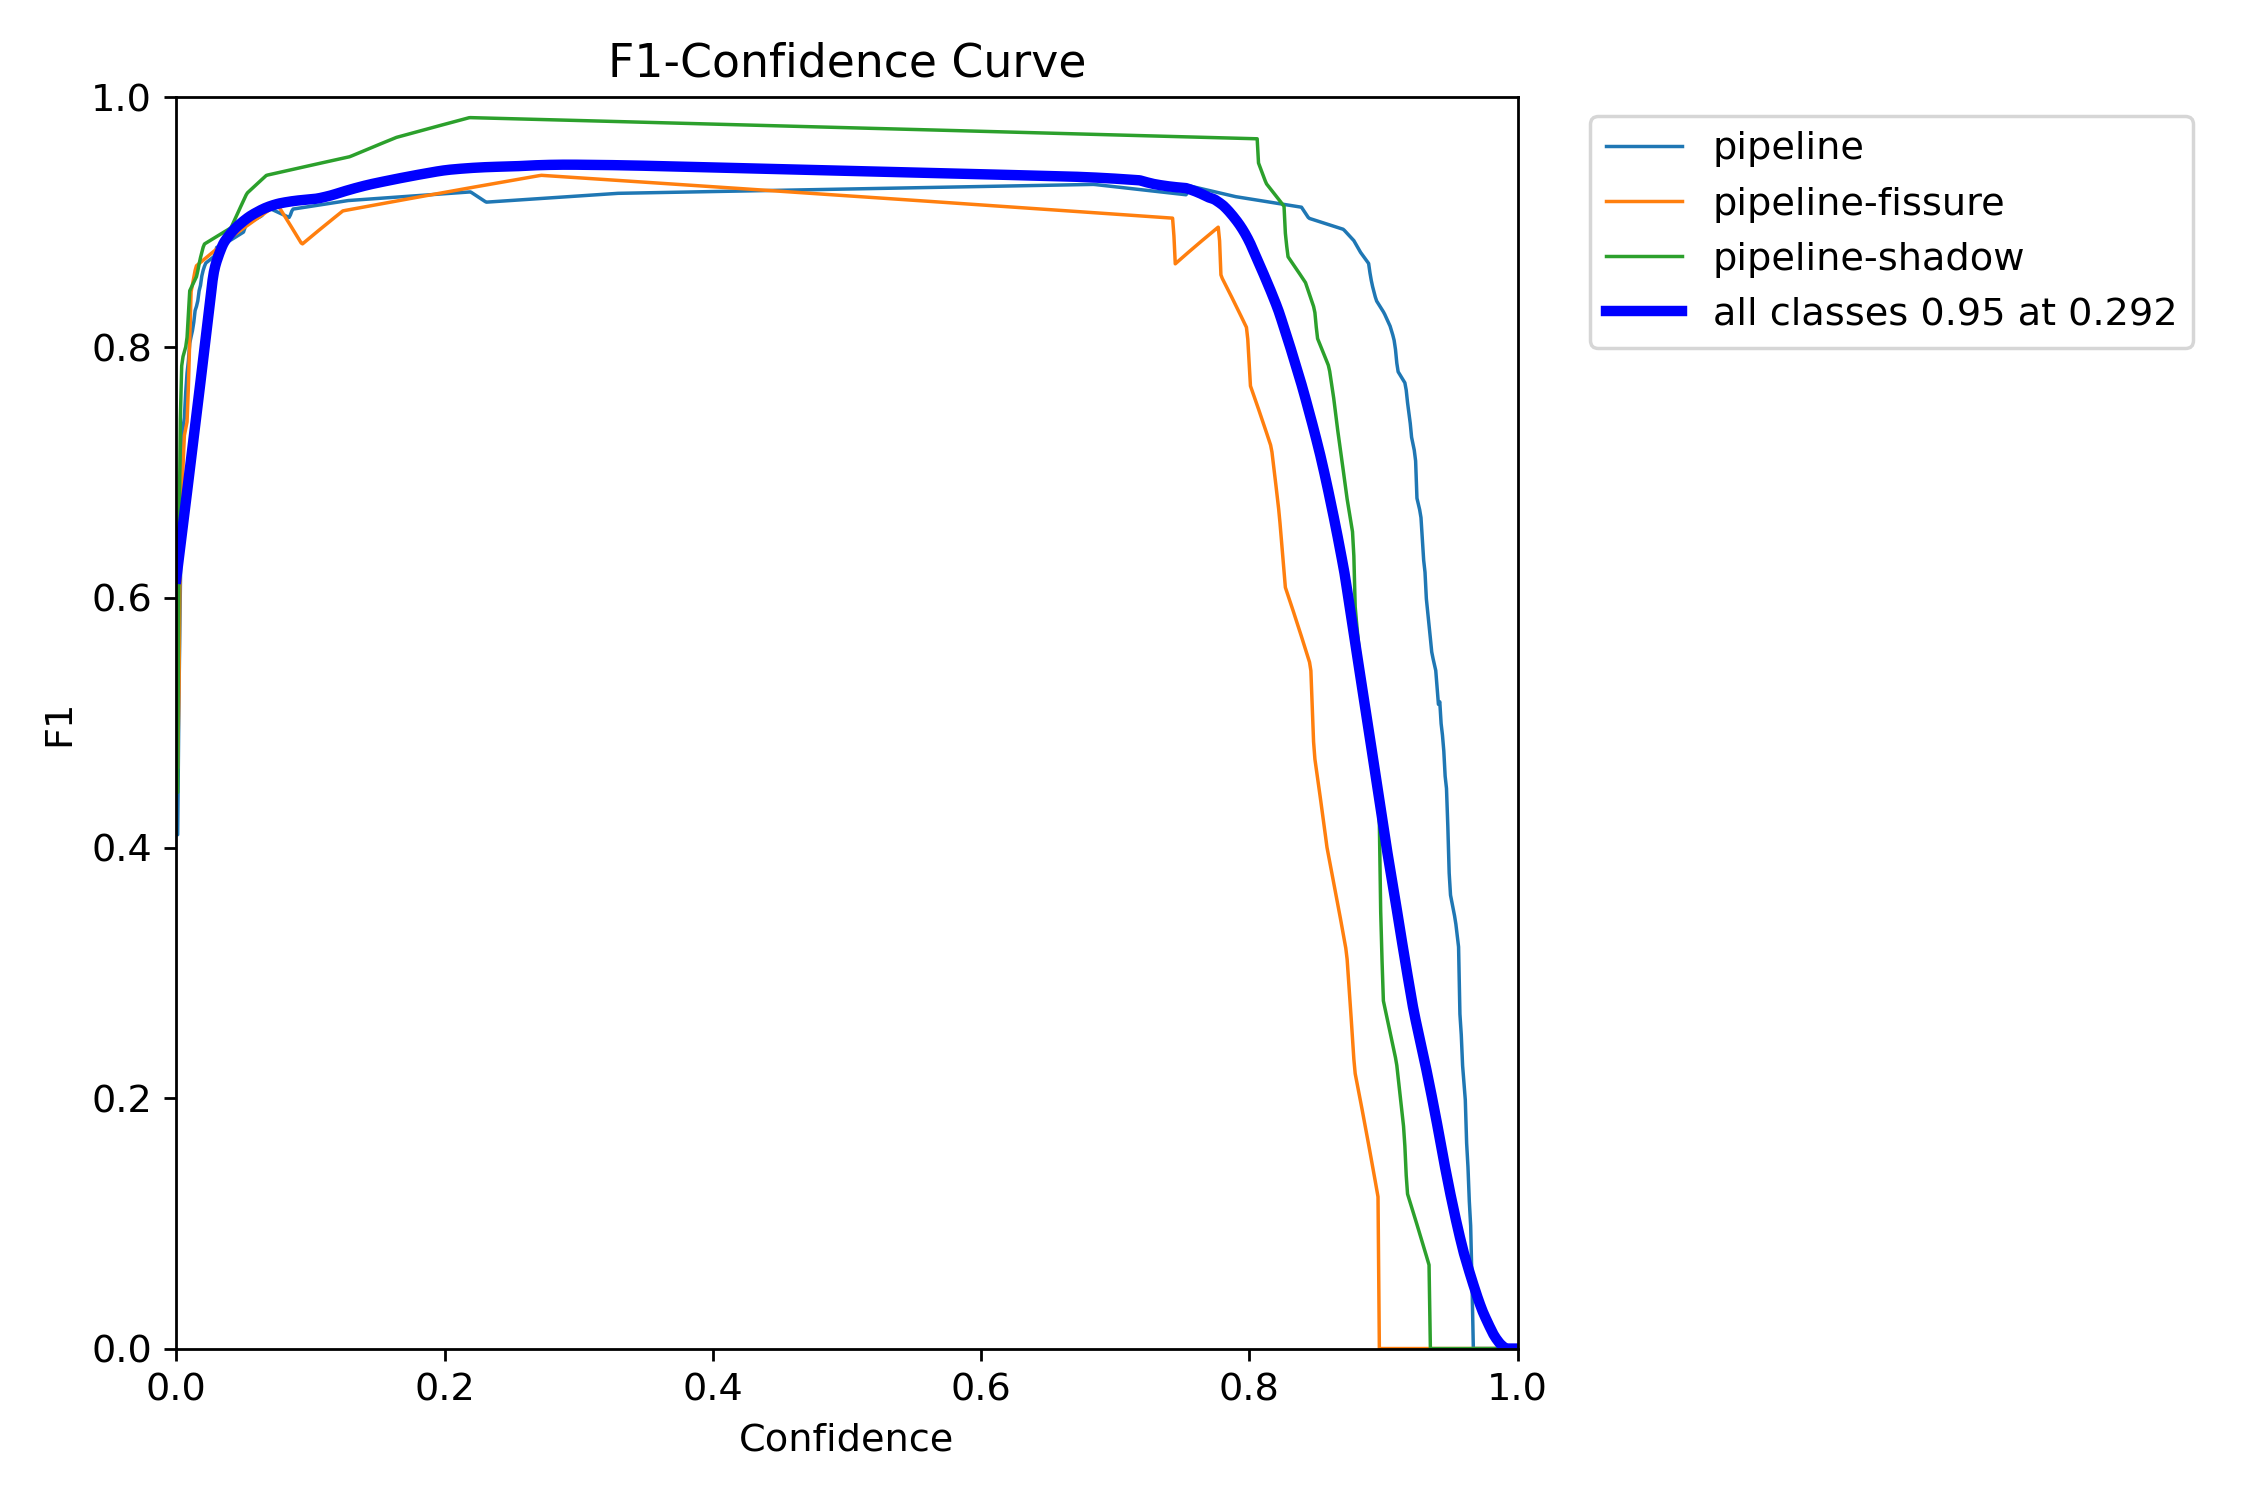 F1-Confidence Curve
1.0
0.8
0.6
0.4
0.2
0.0
F1
0.0 0.2 0.4 0.6 0.8 1.0
Confidence
pipeline
pipeline-fissure
pipeline-shadow
all classes 0.95 at 0.292